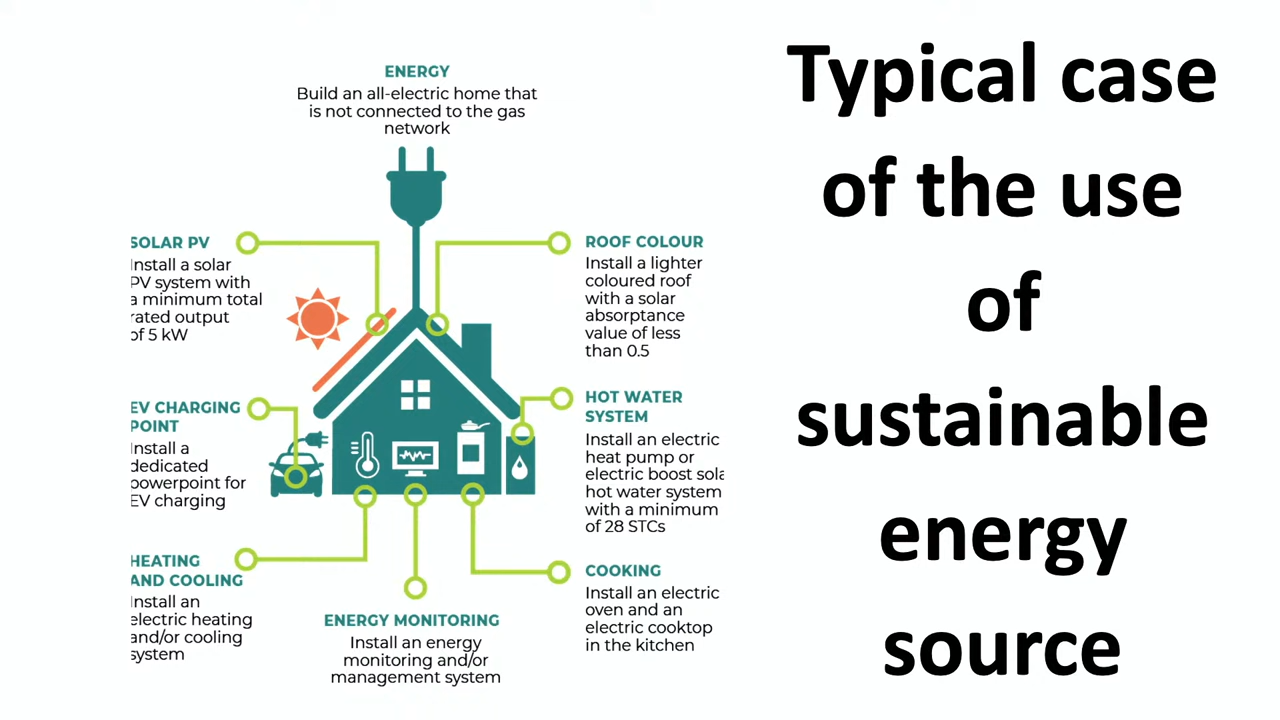 ENERGY
Build an all-electric home that
is not connected to the gas
network
SOLAR PV
Install a solar
PV system with
a minimum total
rated output
of 5 kW
ROOF COLOUR
Install a lighter
coloured roof
with a solar
absorptance
value of less
than 0.5
EV CHARGING
POINT
Install a
dedicated
powerpoint for
EV charging
HOT WATER
SYSTEM
Install an electric
heat pump or
electric boost sola
hot water system
with a minimum
of 28 STCs
HEATING
AND COOLING
Install an
electric heating
and/or cooling
system
ENERGY MONITORING
Install an energy
monitoring and/or
management system
COOKING
Install an electric
oven and an
electric cooktop
in the kitchen
Typical case
of the use
of
sustainable
energy
source